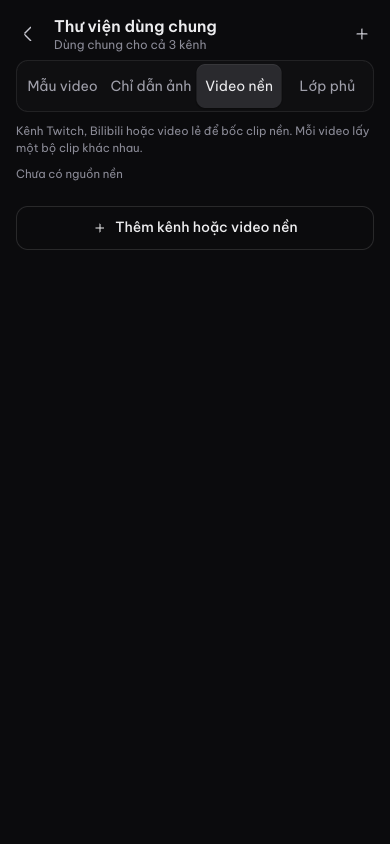 Thư viện dùng chung
Dùng chung cho cả 3 kênh
Mẫu video Chỉ dẫn ảnh Video nền Lớp phủ
Kênh Twitch, Bilibili hoặc video lẻ để bốc clip nền. Mỗi video lấy
một bộ clip khác nhau.
Chưa có nguồn nền
+ Thêm kênh hoặc video nền